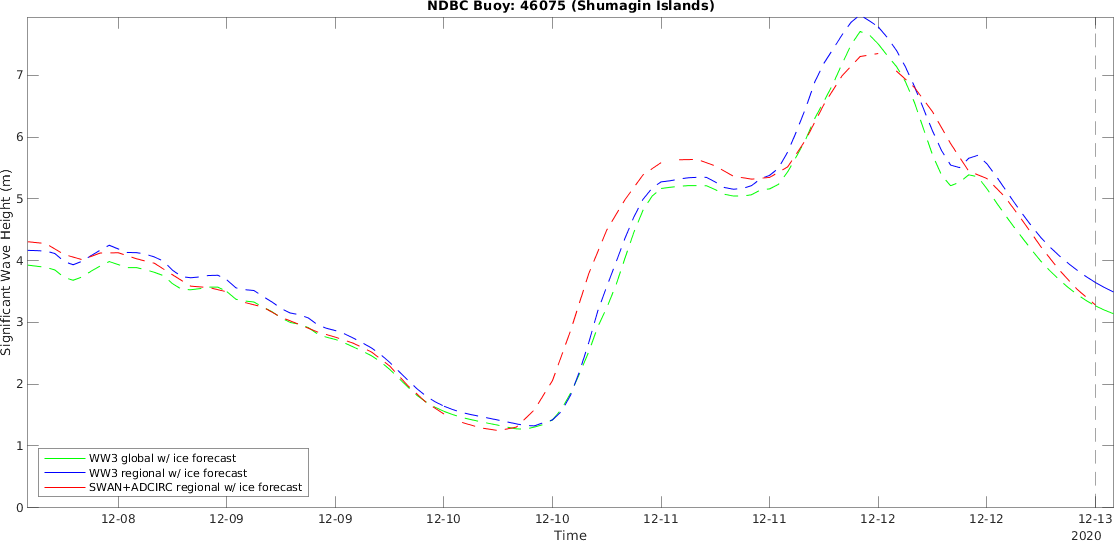 NDBC Buoy: 46075 (Shumagin Islands)
Significant Wave Height (m)
7
6
5
4
3
2
1
0
WW3 global w/ ice forecast
WW3 regional w/ ice forecast
SWAN+ADCIRC regional w/ ice forecast
12-08 12-09 12-09 12-10 12-10 12-11 12-11 12-12 12-12 12-13
Time
2020